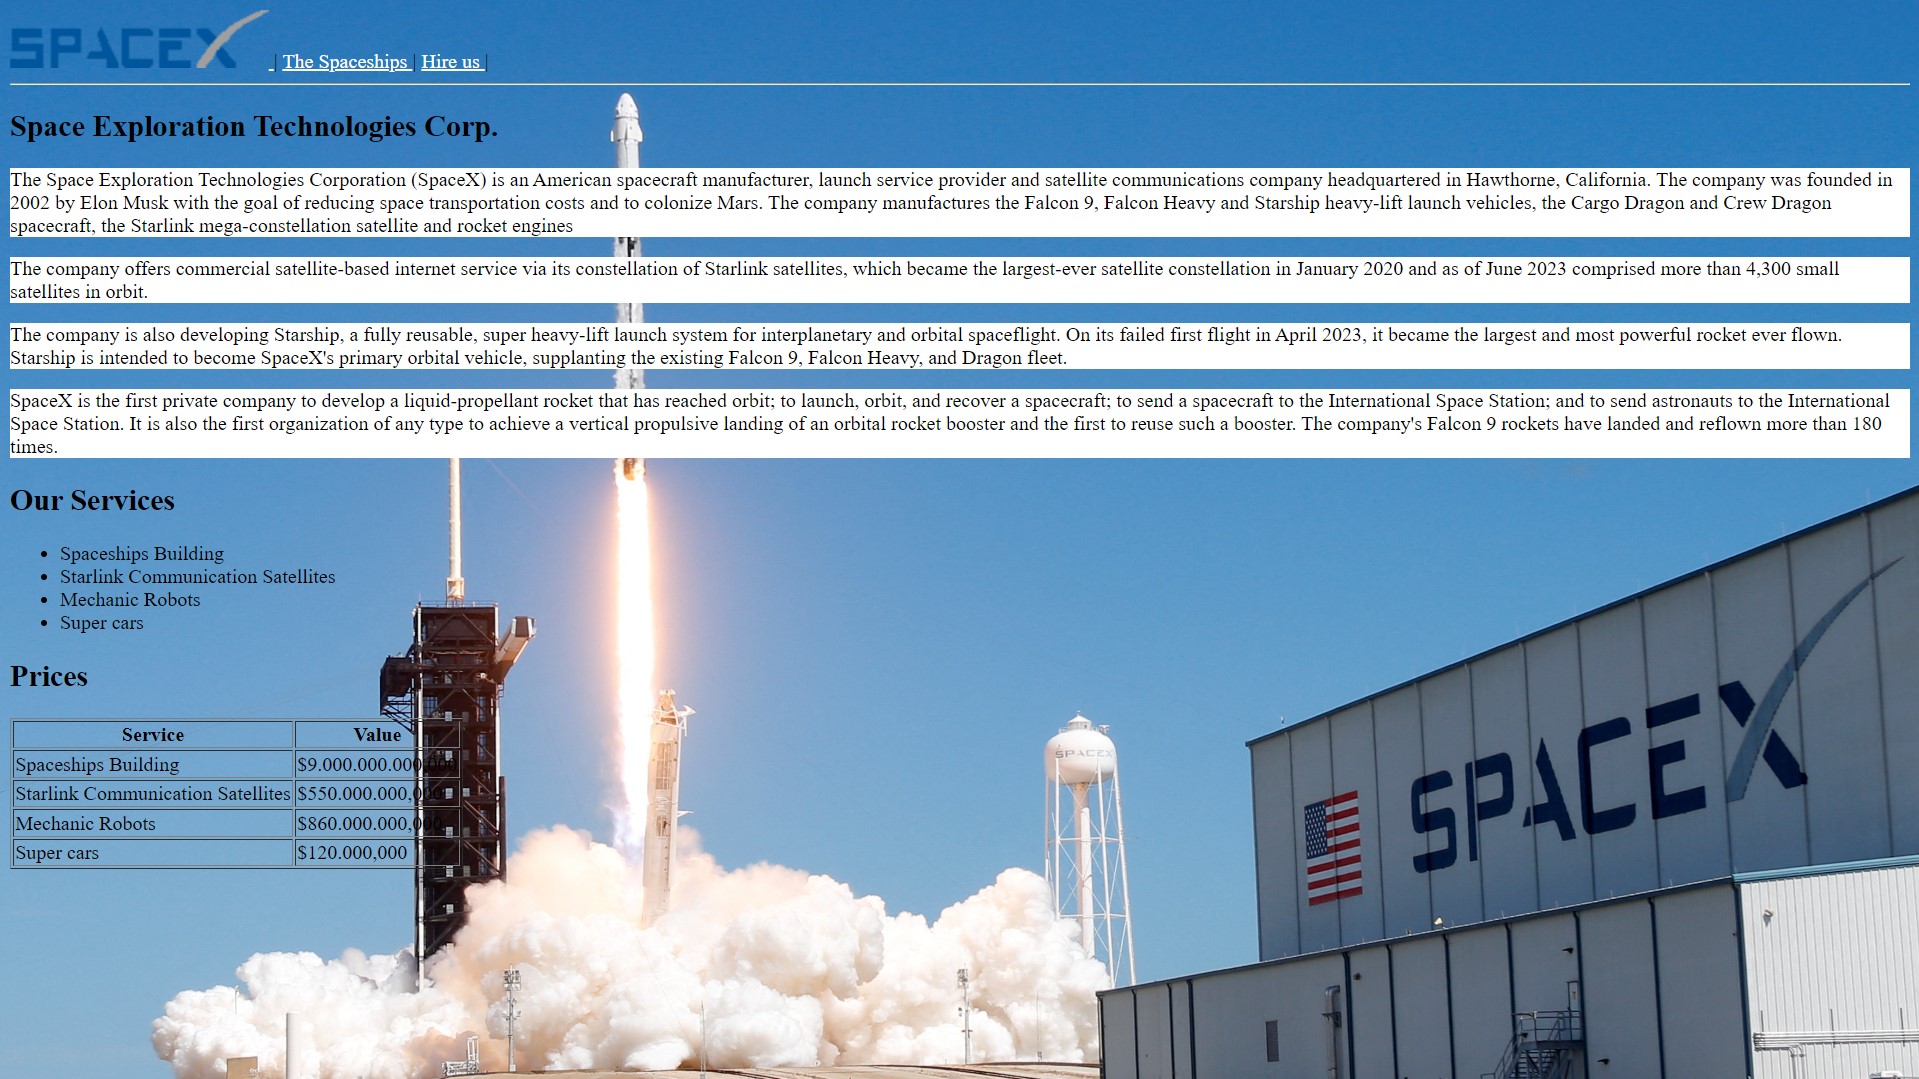 SPACEX
| The Spaceships | Hire us |
Space Exploration Technologies Corp.
The Space Exploration Technologies Corporation (SpaceX) is an American spacecraft manufacturer, launch service provider and satellite communications company headquartered in Hawthorne, California. The company was founded in
2002 by Elon Musk with the goal of reducing space transportation costs and to colonize Mars. The company manufactures the Falcon 9, Falcon Heavy and Starship heavy-lift launch vehicles, the Cargo Dragon and Crew Dragon
spacecraft, the Starlink mega-constellation satellite and rocket engines
The company offers commercial satellite-based internet service via its constellation of Starlink satellites, which became the largest-ever satellite constellation in January 2020 and as of June 2023 comprised more than 4,300 small
satellites in orbit.
The company is also developing Starship, a fully reusable, super heavy-lift launch system for interplanetary and orbital spaceflight. On its failed first flight in April 2023, it became the largest and most powerful rocket ever flown.
Starship is intended to become SpaceX's primary orbital vehicle, supplanting the existing Falcon 9, Falcon Heavy, and Dragon fleet.
SpaceX is the first private company to develop a liquid-propellant rocket that has reached orbit; to launch, orbit, and recover a spacecraft; to send a spacecraft to the International Space Station; and to send astronauts to the International
Space Station. It is also the first organization of any type to achieve a vertical propulsive landing of an orbital rocket booster and the first to reuse such a booster. The company's Falcon 9 rockets have landed and reflown more than 180
times.
Our Services
• Spaceships Building
• Starlink Communication Satellites
• Mechanic Robots
• Super cars
Prices
Service Value
Spaceships Building $9.000.000.000,000
Starlink Communication Satellites $550.000.000,000
Mechanic Robots $860.000.000,000
Super cars $120.000,000
SPACEX
SPACEX